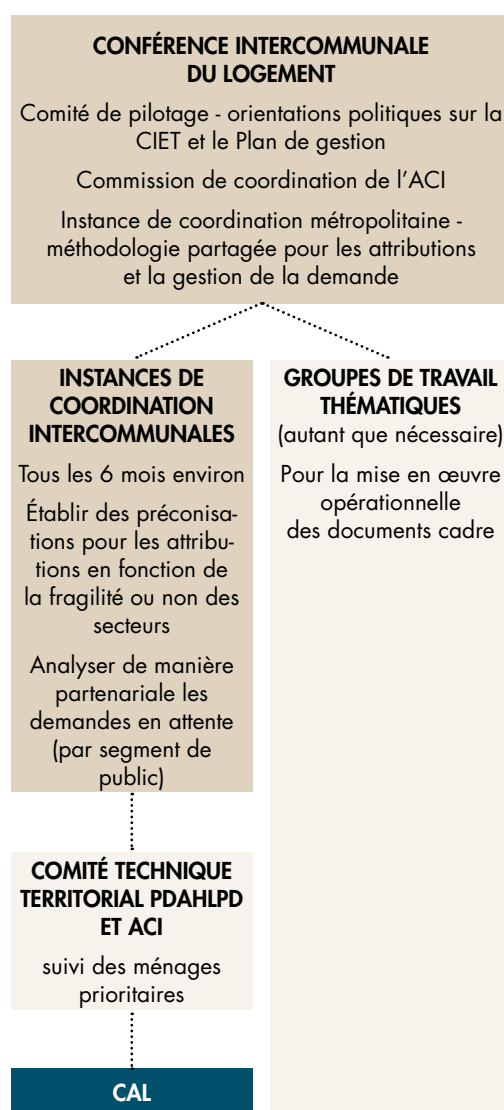 CONFÉRENCE INTERCOMMUNALE
DU LOGEMENT
Comité de pilotage - orientations politiques sur la
CIET et le Plan de gestion
Commission de coordination de l’ACI
Instance de coordination métropolitaine -
méthodologie partagée pour les attributions
et la gestion de la demande
INSTANCES DE
COORDINATION
INTERCOMMUNALES
Tous les 6 mois environ
Établir des préconisa-
tions pour les attribu-
tions en fonction de
la fragilité ou non des
secteurs
Analyser de manière
partenariale les
demandes en attente
(par segment de
public)
GROUPES DE TRAVAIL
THÉMATIQUES
(autant que nécessaire)
Pour la mise en œuvre
opérationnelle
des documents cadre
COMITÉ TECHNIQUE
TERRITORIAL PDAHLPD
ET ACI
suivi des ménages
prioritaires
CAL